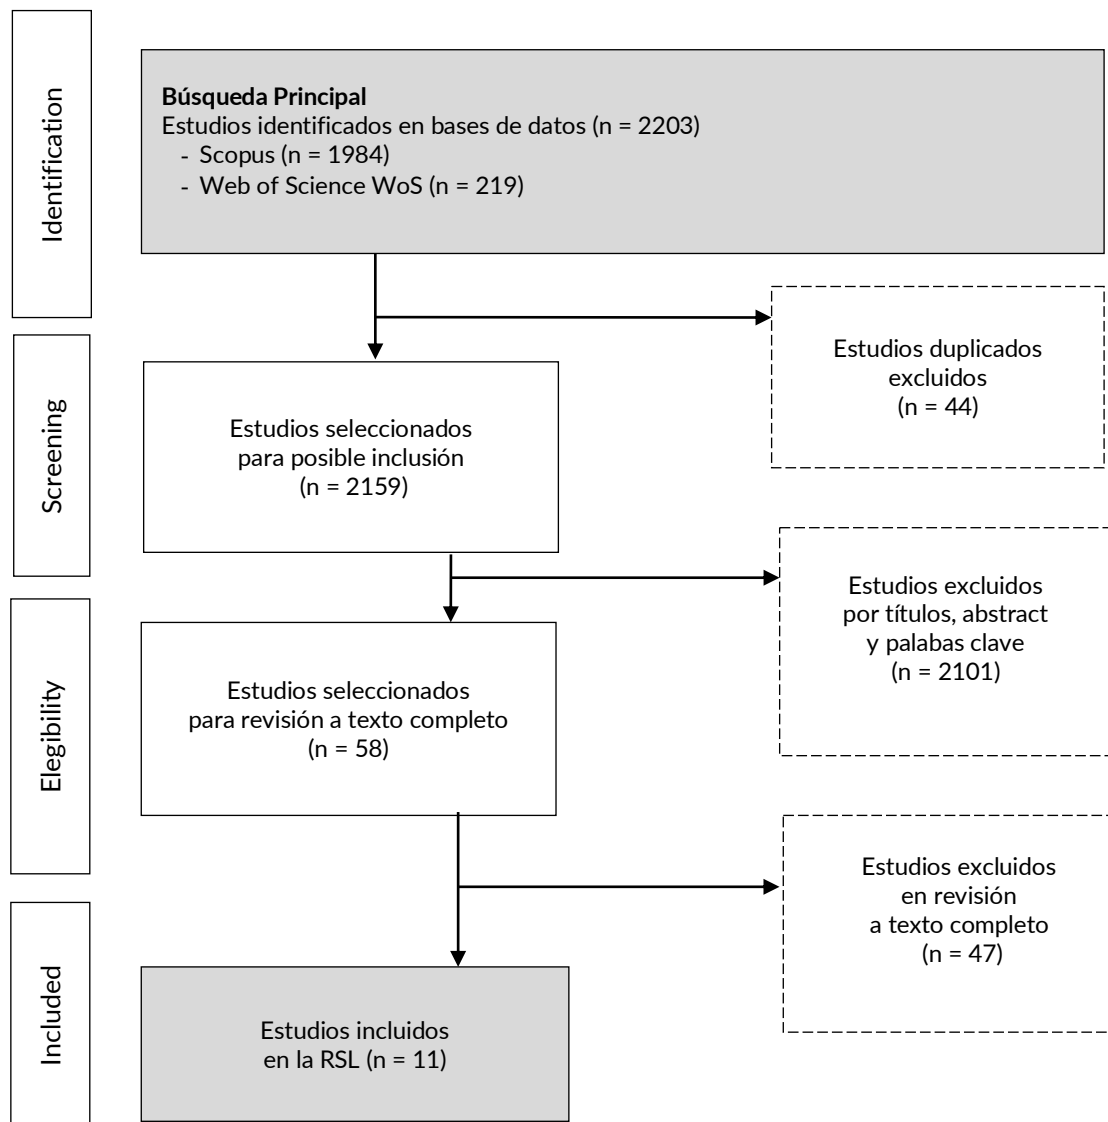 Identification
Búsqueda Principal
Estudios identificados en bases de datos (n = 2203)
- Scopus (n = 1984)
- Web of Science WoS (n = 219)
Estudios duplicados
excluidos
(n = 44)
Screening
Estudios seleccionados
para posible inclusión
(n = 2159)
Estudios excluidos
por títulos, abstract
y palabas clave
(n = 2101)
Elegibility
Estudios seleccionados
para revisión a texto completo
(n = 58)
Estudios excluidos
en revisión
a texto completo
(n = 47)
Included
Estudios incluidos
en la RSL (n = 11)